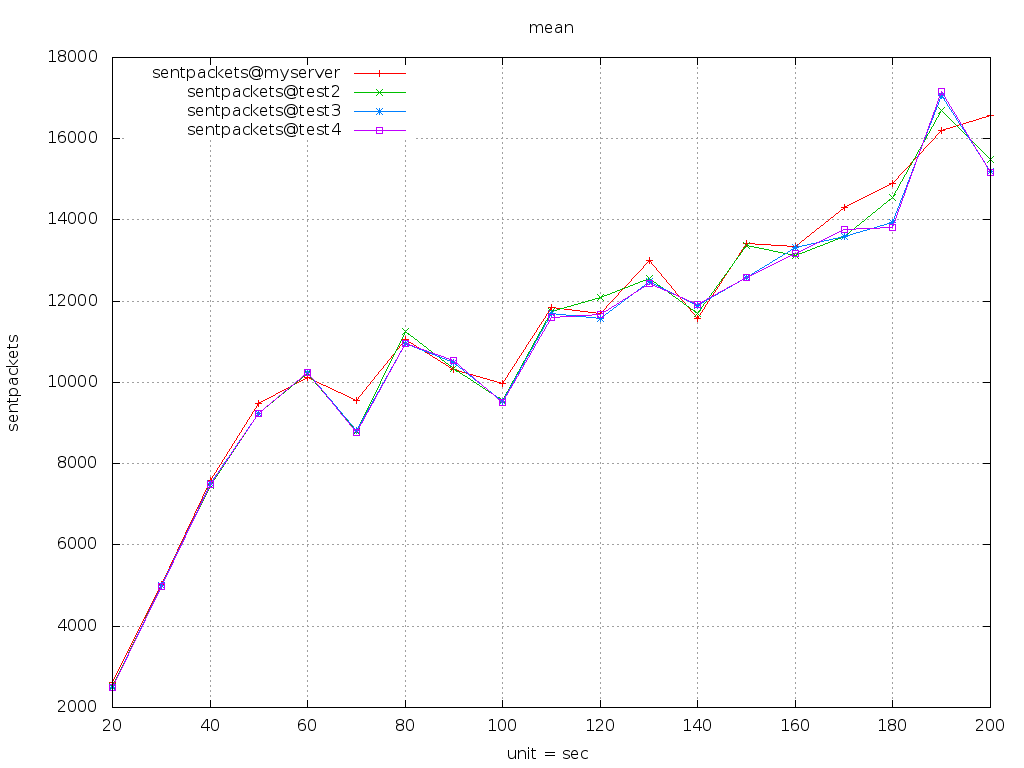 mean
18000
16000
14000
12000
10000
8000
6000
4000
2000
sentpackets
sentpackets@myserver
sentpackets@test2
sentpackets@test3
sentpackets@test4
20 40 60 80 100 120 140 160 180 200
unit = sec